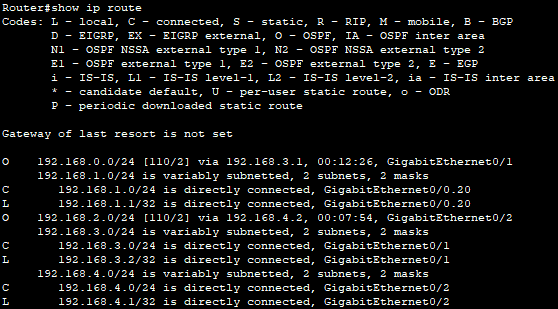 Router#show ip route
Codes: L - local, C - connected, S - static, R - RIP, M - mobile, B - BGP
       D - EIGRP, EX - EIGRP external, O - OSPF, IA - OSPF inter area
       N1 - OSPF NSSA external type 1, N2 - OSPF NSSA external type 2
       E1 - OSPF external type 1, E2 - OSPF external type 2, E - EGP
       i - IS-IS, L1 - IS-IS level-1, L2 - IS-IS level-2, ia - IS-IS inter area
       * - candidate default, U - per-user static route, o - ODR
       P - periodic downloaded static route
Gateway of last resort is not set
O    192.168.0.0/24 [110/2] via 192.168.3.1, 00:12:26, GigabitEthernet0/1
     192.168.1.0/24 is variably subnetted, 2 subnets, 2 masks
C       192.168.1.0/24 is directly connected, GigabitEthernet0/0.20
L       192.168.1.1/32 is directly connected, GigabitEthernet0/0.20
O    192.168.2.0/24 [110/2] via 192.168.4.2, 00:07:54, GigabitEthernet0/2
     192.168.3.0/24 is variably subnetted, 2 subnets, 2 masks
C       192.168.3.0/24 is directly connected, GigabitEthernet0/1
L       192.168.3.2/32 is directly connected, GigabitEthernet0/1
     192.168.4.0/24 is variably subnetted, 2 subnets, 2 masks
C       192.168.4.0/24 is directly connected, GigabitEthernet0/2
L       192.168.4.1/32 is directly connected, GigabitEthernet0/2